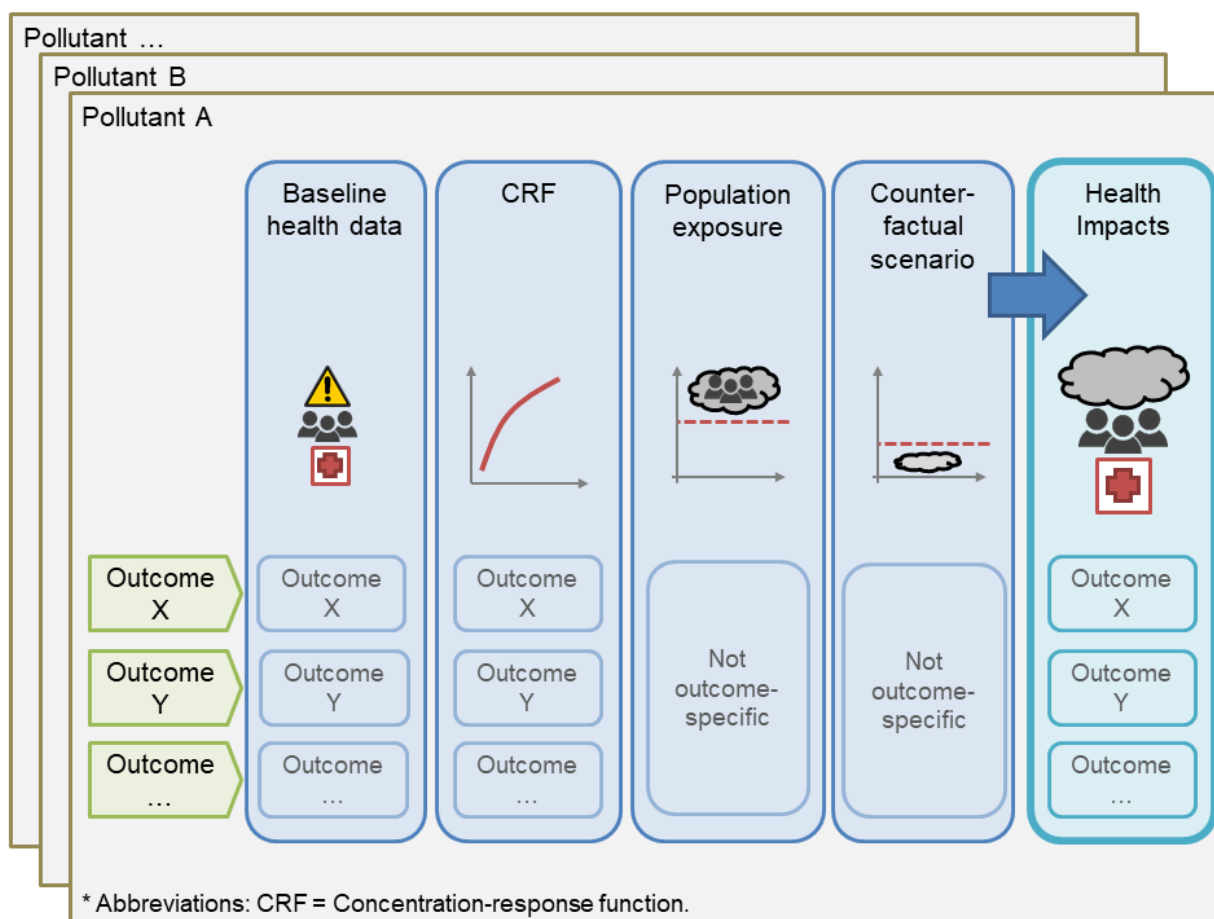 Pollutant …
Pollutant B
Pollutant A
Baseline
health data
CRF
Population
exposure
Counter-
factual
scenario
Health
Impacts
Outcome
X
Outcome
X
Outcome
X
Outcome
X
Outcome
Y
Outcome
Y
Outcome
Y
Outcome
Y
Outcome
…
Outcome
…
Outcome
…
Outcome
…
Not
outcome-
specific
Not
outcome-
specific
* Abbreviations: CRF = Concentration-response function.